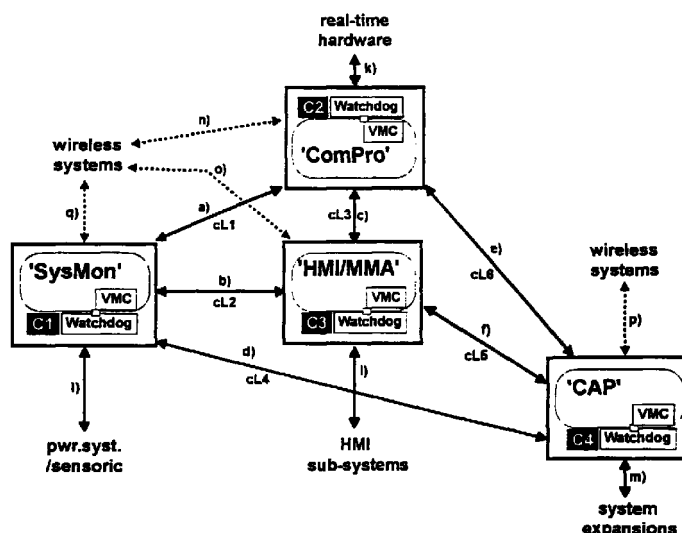 real-time
hardware
k)
C2 Watchdog
VMC
'ComPro'
n)
wireless
systems
o)
q)
a)
cL1
cL3 c)
e)
cL6
wireless
systems
p)
'SysMon'
VMC
C1 Watchdog
b)
cL2
'HMI/MMA'
VMC
C3 Watchdog
f)
cL5
d)
cL4
'CAP'
VMC
C4 Watchdog
i)
l)
m)
pwr.syst.
/sensoric
HMI
sub-systems
system
expansions